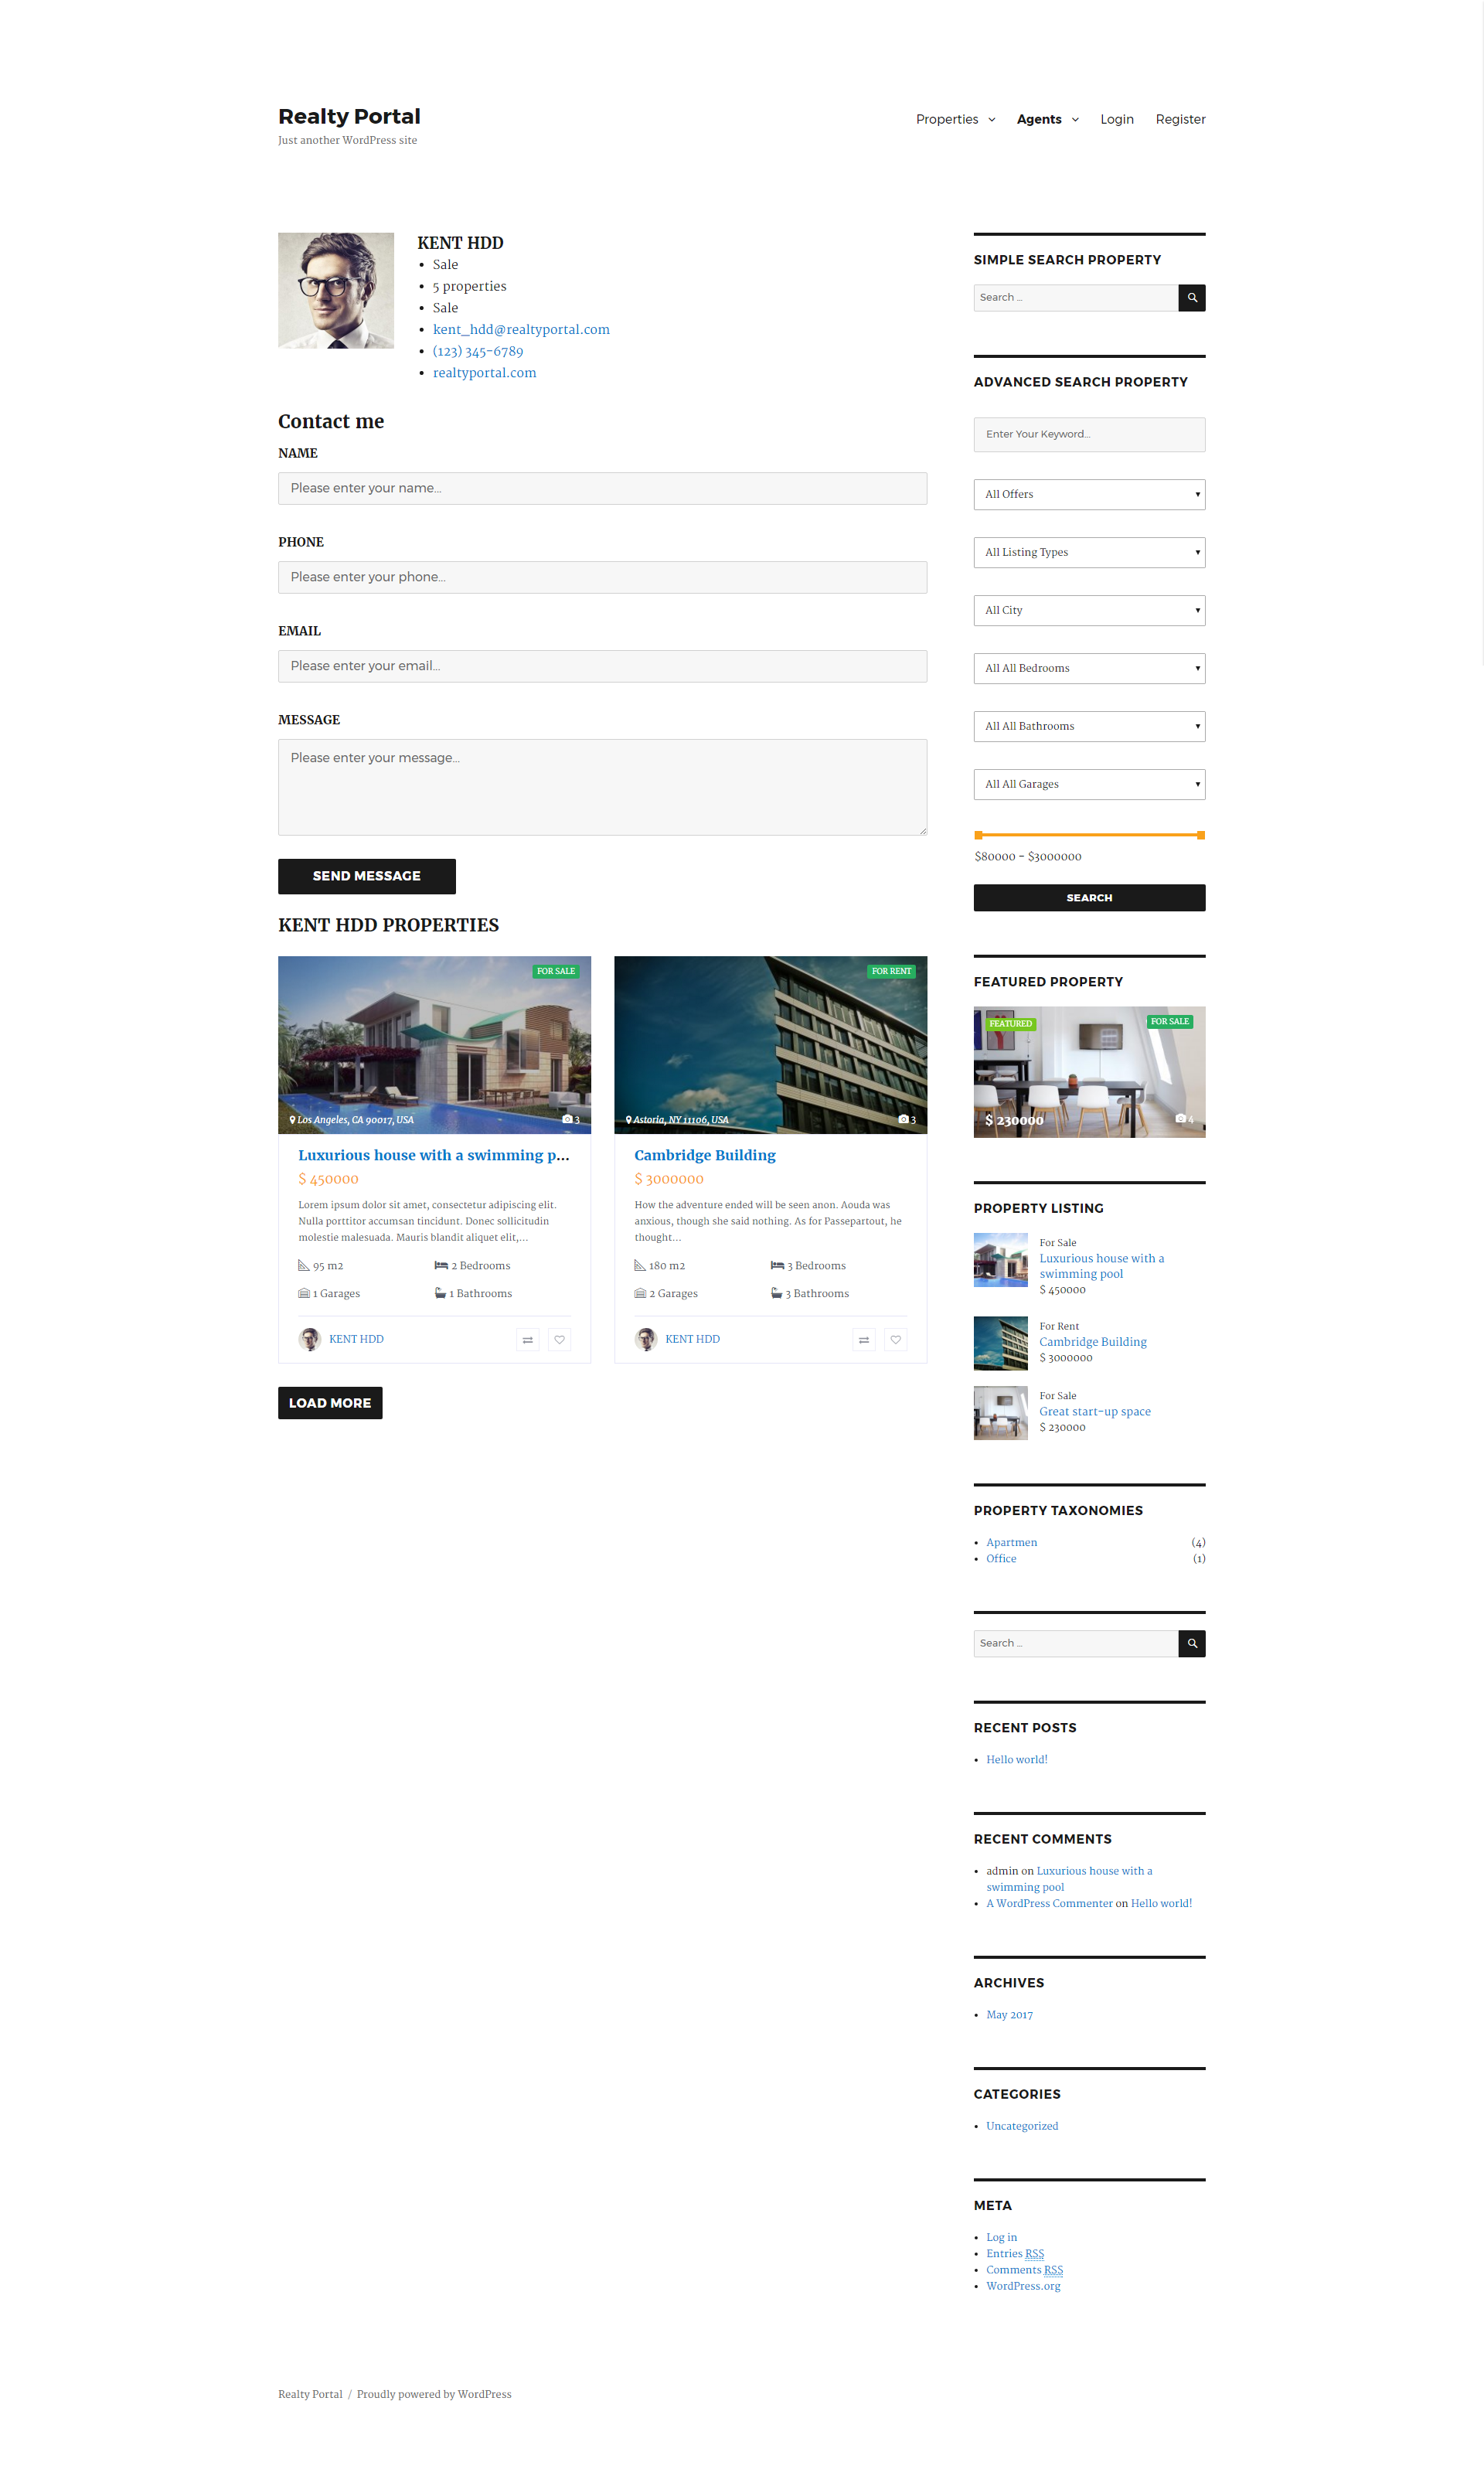 Realty Portal
Just another WordPress site
Properties
Agents
Login
Register
KENT HDD
Sale
5 properties
Sale
kent_hdd@realtyportal.com
(123) 345-6789
realtyportal.com
Contact me
NAME
Please enter your name...
PHONE
Please enter your phone...
EMAIL
Please enter your email...
MESSAGE
Please enter your message...
SEND MESSAGE
KENT HDD PROPERTIES
FOR SALE
Los Angeles, CA 90017, USA
3
Luxurious house with a swimming p...
$ 450000
Lorem ipsum dolor sit amet, consectetur adipiscing elit.
Nulla porttitor accumsan tincidunt. Donec sollicitudin
molestie malesuada. Mauris blandit aliquet elit,...
95 m2
2 Bedrooms
1 Garages
1 Bathrooms
KENT HDD
FOR RENT
Astoria, NY 11106, USA
3
Cambridge Building
$ 3000000
How the adventure ended will be seen anon. Aouda was
anxious, though she said nothing. As for Passepartout, he
thought...
180 m2
3 Bedrooms
2 Garages
3 Bathrooms
KENT HDD
LOAD MORE
SIMPLE SEARCH PROPERTY
Search ...
ADVANCED SEARCH PROPERTY
Enter Your Keyword...
All Offers
All Listing Types
All City
All All Bedrooms
All All Bathrooms
All All Garages
$80000 - $3000000
SEARCH
FEATURED PROPERTY
FEATURED
FOR SALE
$ 230000
4
PROPERTY LISTING
For Sale
Luxurious house with a
swimming pool
$ 450000
For Rent
Cambridge Building
$ 3000000
For Sale
Great start-up space
$ 230000
PROPERTY TAXONOMIES
Apartmen (4)
Office (1)
Search ...
RECENT POSTS
Hello world!
RECENT COMMENTS
admin on Luxurious house with a
swimming pool
A WordPress Commenter on Hello world!
ARCHIVES
May 2017
CATEGORIES
Uncategorized
META
Log in
Entries RSS
Comments RSS
WordPress.org
Realty Portal / Proudly powered by WordPress